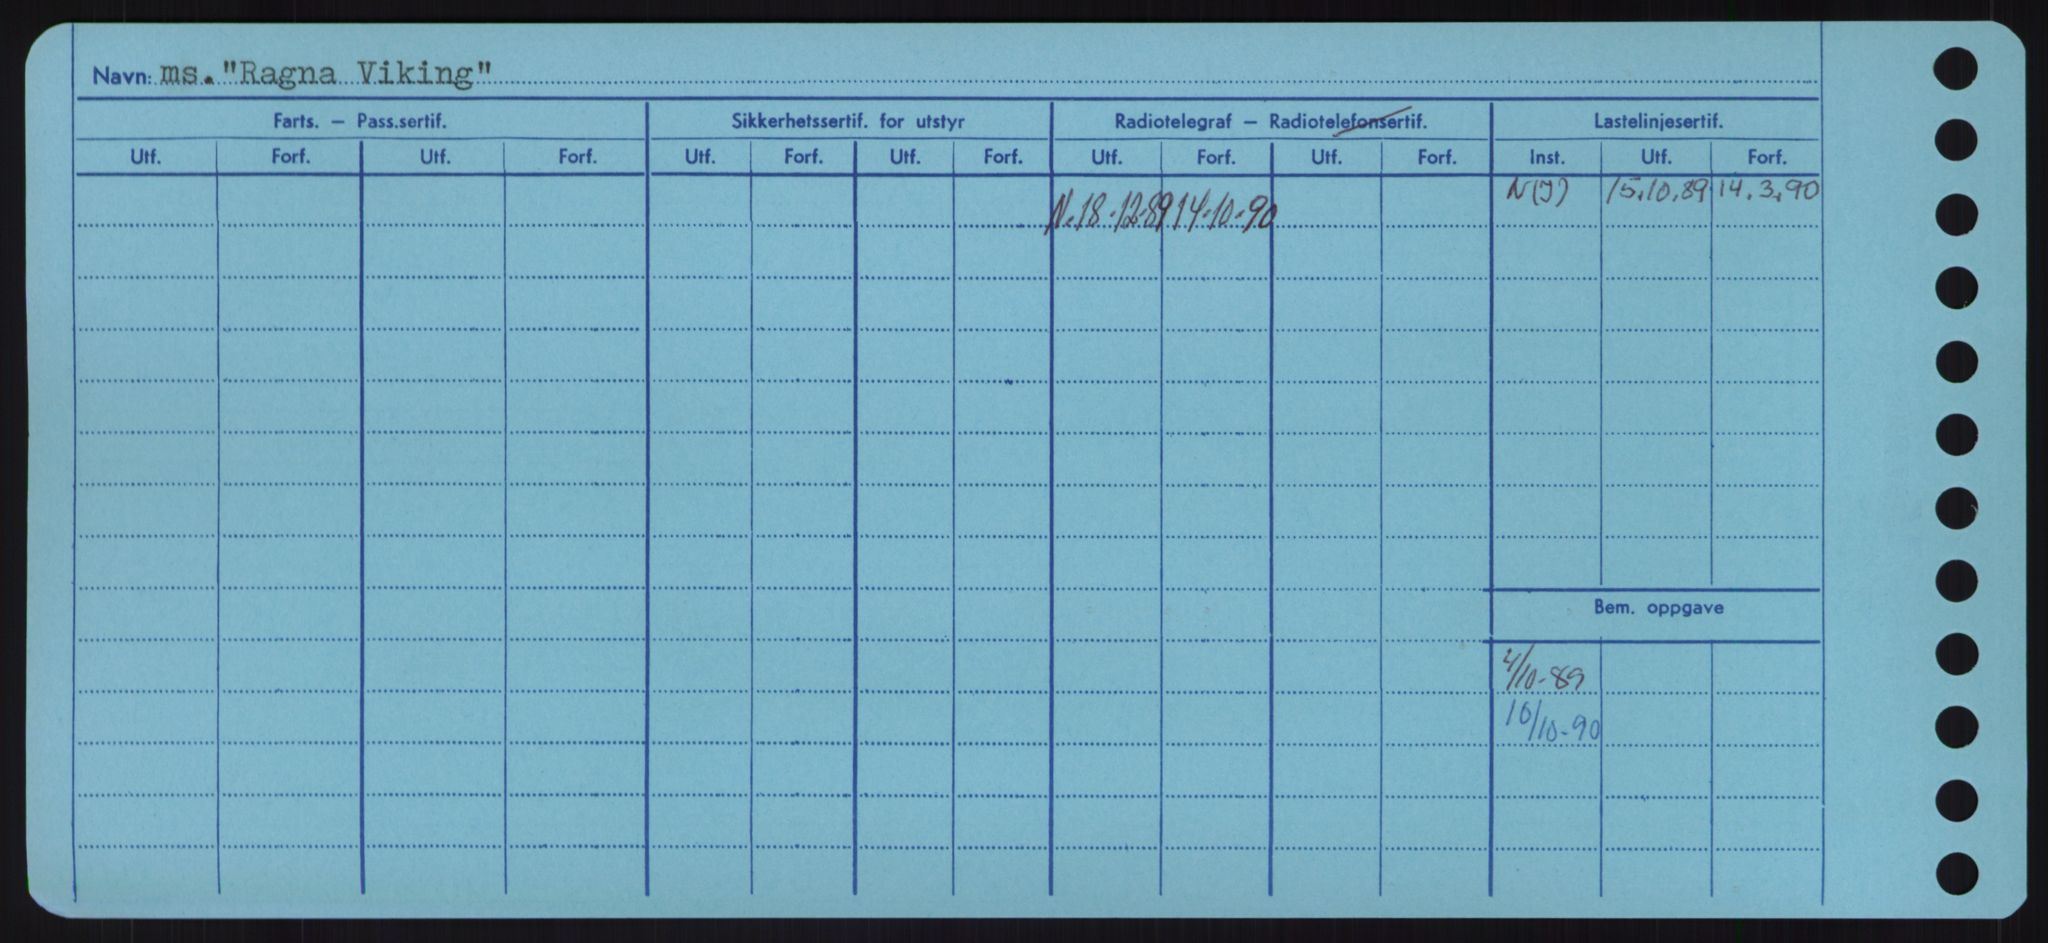 Navn: ms. "Ragna Viking"
Farts. – Pass.sertif. Sikkerhetssertif. for utstyr Radiotelegraf – Radiotelefonsertif. Lastelinjesertif.
Utf. Forf. Utf. Forf. Utf. Forf. Utf. Forf. Utf. Forf. Utf. Forf. Inst. Utf. Forf.
N(I) 15.10.89 14.3.90
N.18-12-89 14-10-90
Bem. oppgave
4/10-89
10/10-90